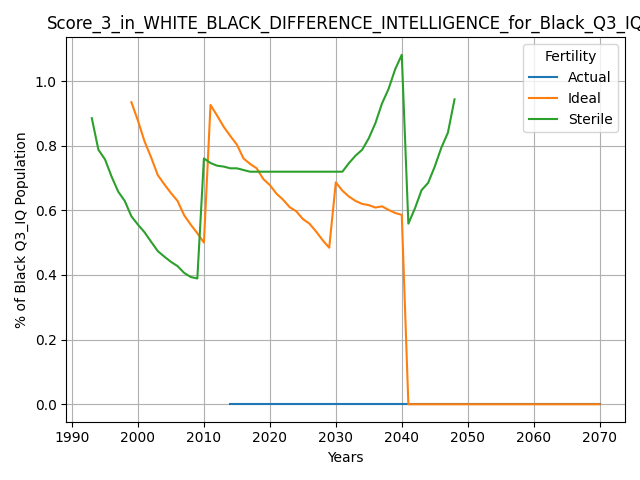 Score_3_in_WHITE_BLACK_DIFFERENCE_INTELLIGENCE_for_Black_Q3_IQ
Fertility
Actual
Ideal
Sterile
% of Black Q3_IQ Population
1.0
0.8
0.6
0.4
0.2
0.0
1990 2000 2010 2020 2030 2040 2050 2060 2070
Years